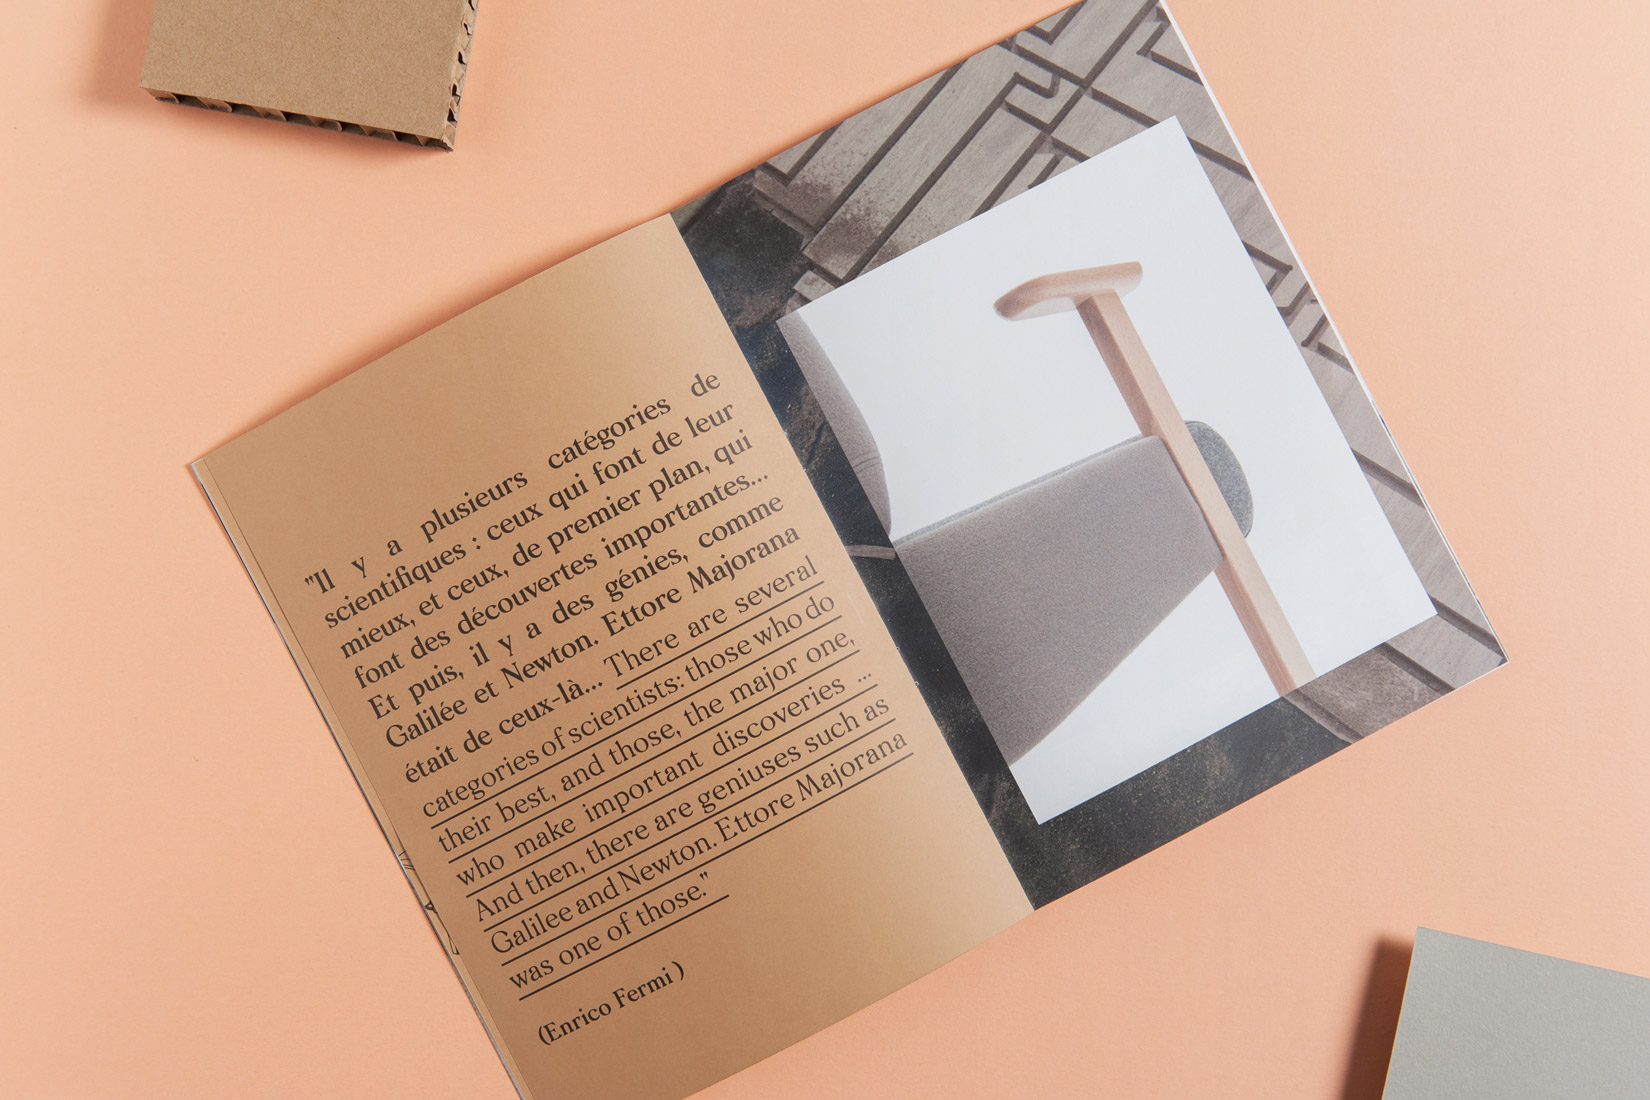 "Il y a plusieurs catégories de
scientifiques : ceux qui font de leur
mieux, et ceux, de premier plan, qui
font des découvertes importantes...
Et puis, il y a des génies, comme
Galilée et Newton. Ettore Majorana
était de ceux-là... There are several
categories of scientists: those who do
their best, and those, the major one,
who make important discoveries ...
And then, there are geniuses such as
Galilee and Newton. Ettore Majorana
was one of those."
(Enrico Fermi )